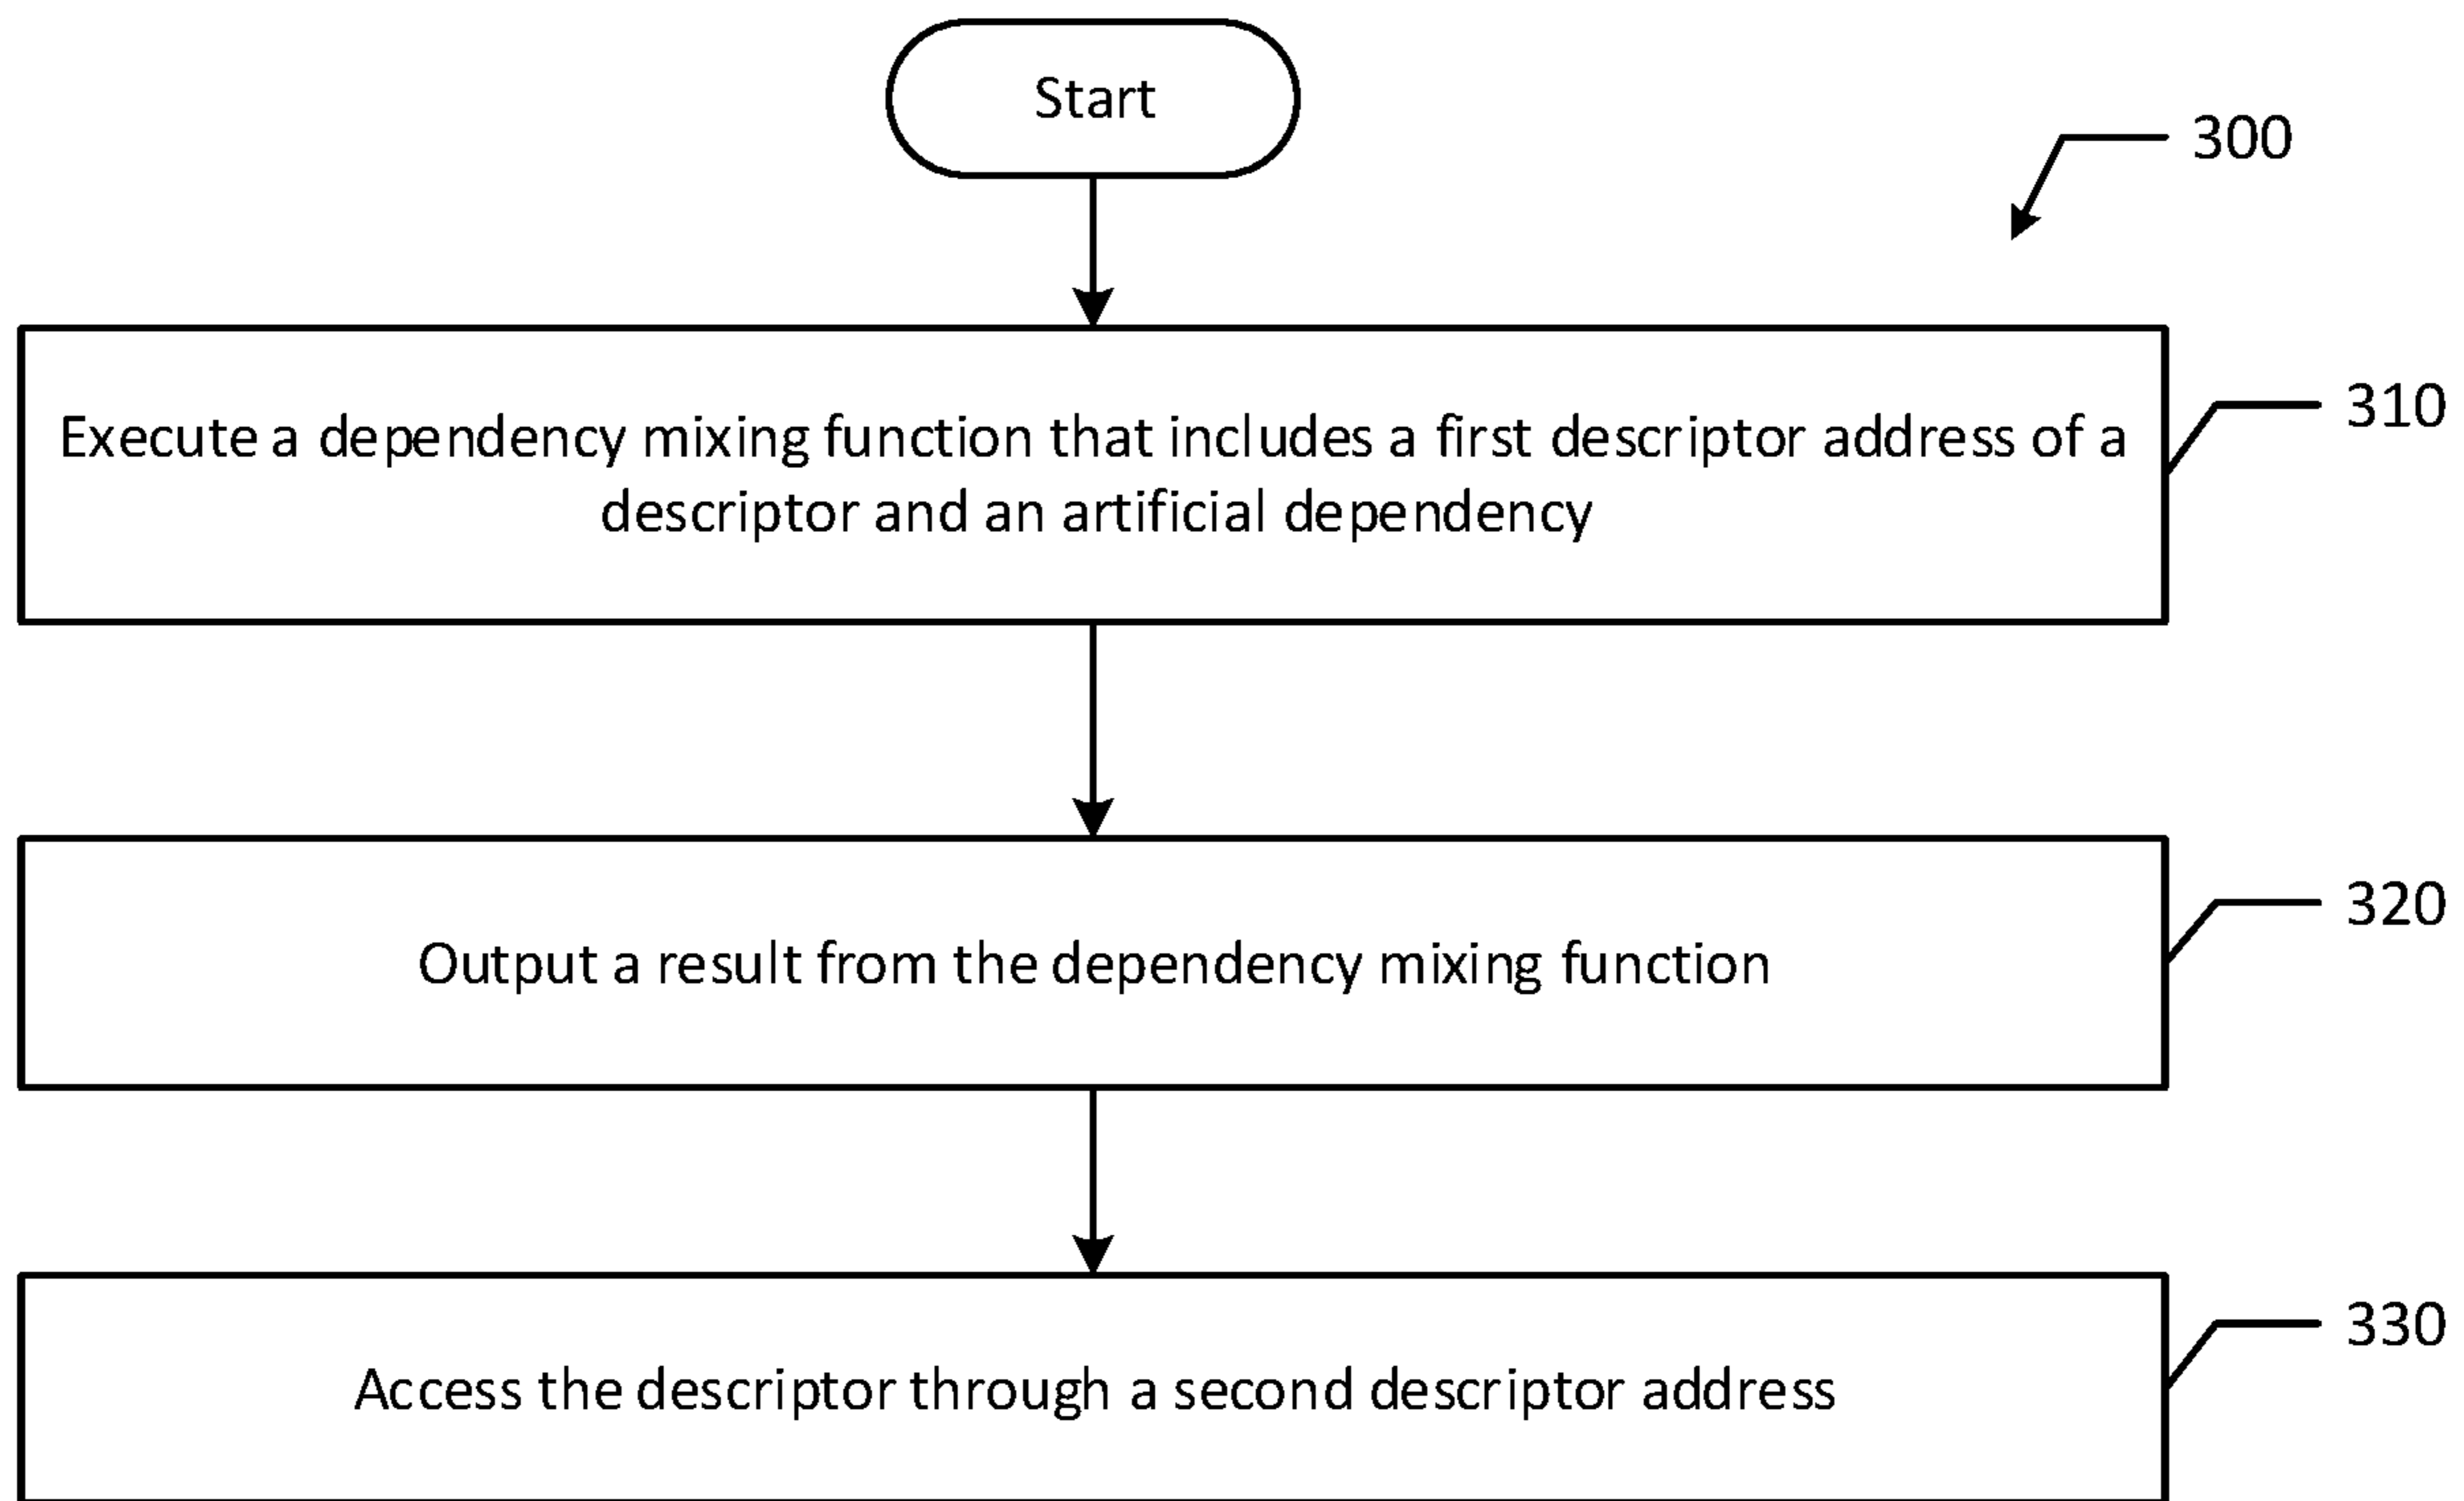 Start
300
310
Execute a dependency mixing function that includes a first descriptor address of a
descriptor and an artificial dependency
320
Output a result from the dependency mixing function
330
Access the descriptor through a second descriptor address